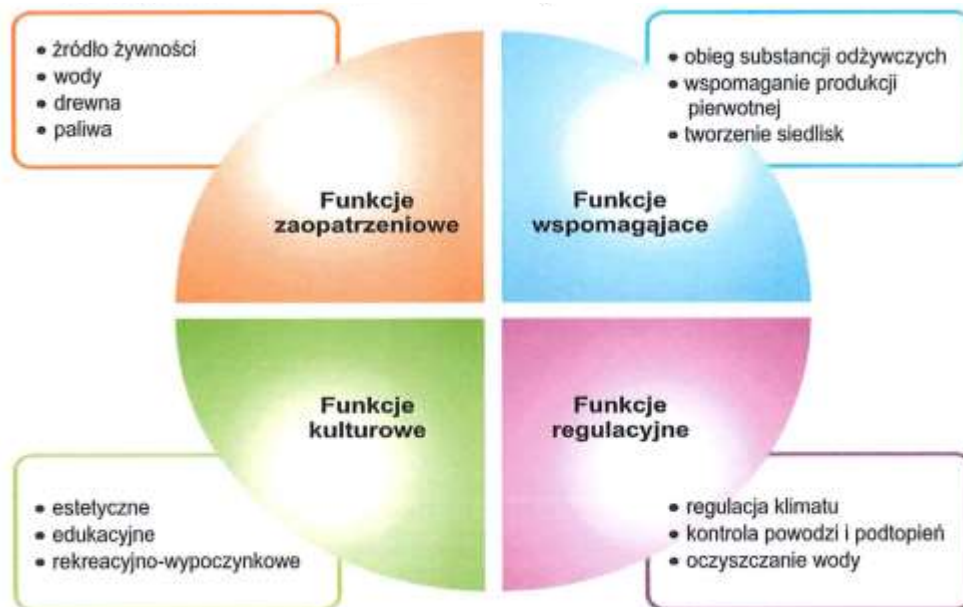 • źródło żywności
• wody
• drewna
• paliwa
• obieg substancji odżywczych
• wspomaganie produkcji
pierwotnej
• tworzenie siedlisk
Funkcje
zaopatrzeniowe
Funkcje
wspomagąjace
Funkcje
kulturowe
Funkcje
regulacyjne
• estetyczne
• edukacyjne
• rekreacyjno-wypoczynkowe
• regulacja klimatu
• kontrola powodzi i podtopień
• oczyszczanie wody